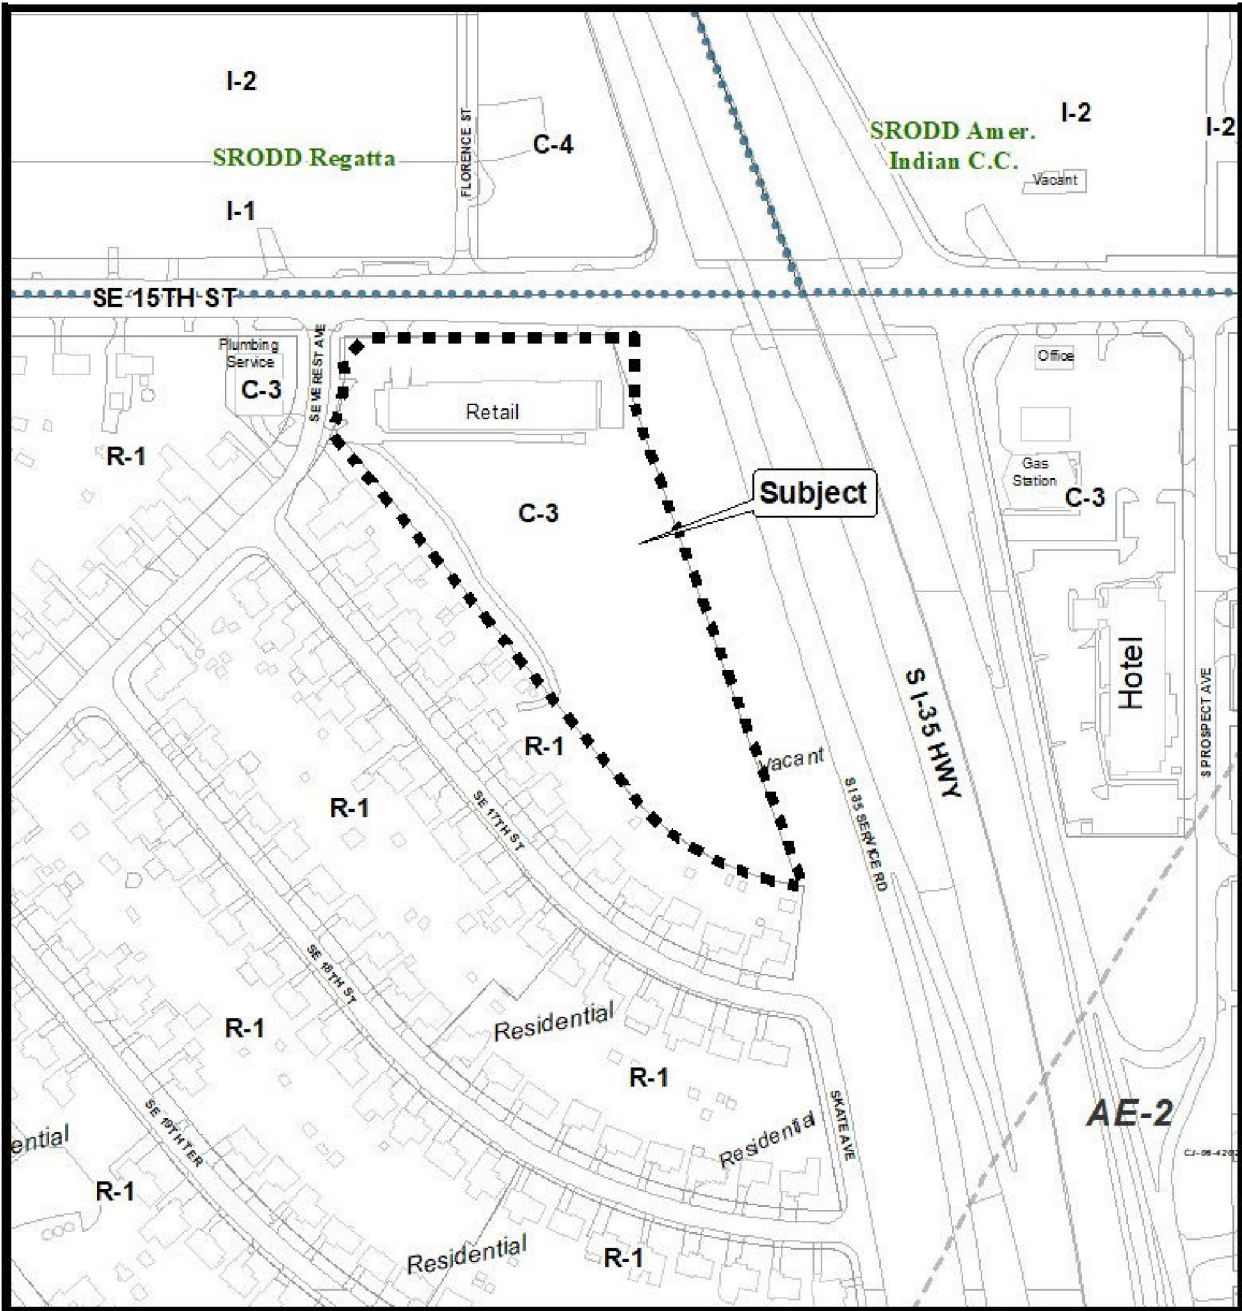 I-2
I-2
I-2
SRODD Amer.
Indian C.C.
C-4
SRODD Regatta
FLORENCE ST
Vacant
I-1
SE 15TH ST
Plumbing
Service
C-3
S EVEREST AVE
Retail
Office
R-1
Gas
Station
C-3
Subject
C-3
Hotel
S I-35 HWY
S PROSPECT AVE
R-1
Vacant
R-1
SE 17TH ST
S I 35 SERVICE RD
SE 18TH ST
Residential
R-1
R-1
SKATE AVE
AE-2
SE 19TH TER
Residential
ential
R-1
Residential
R-1